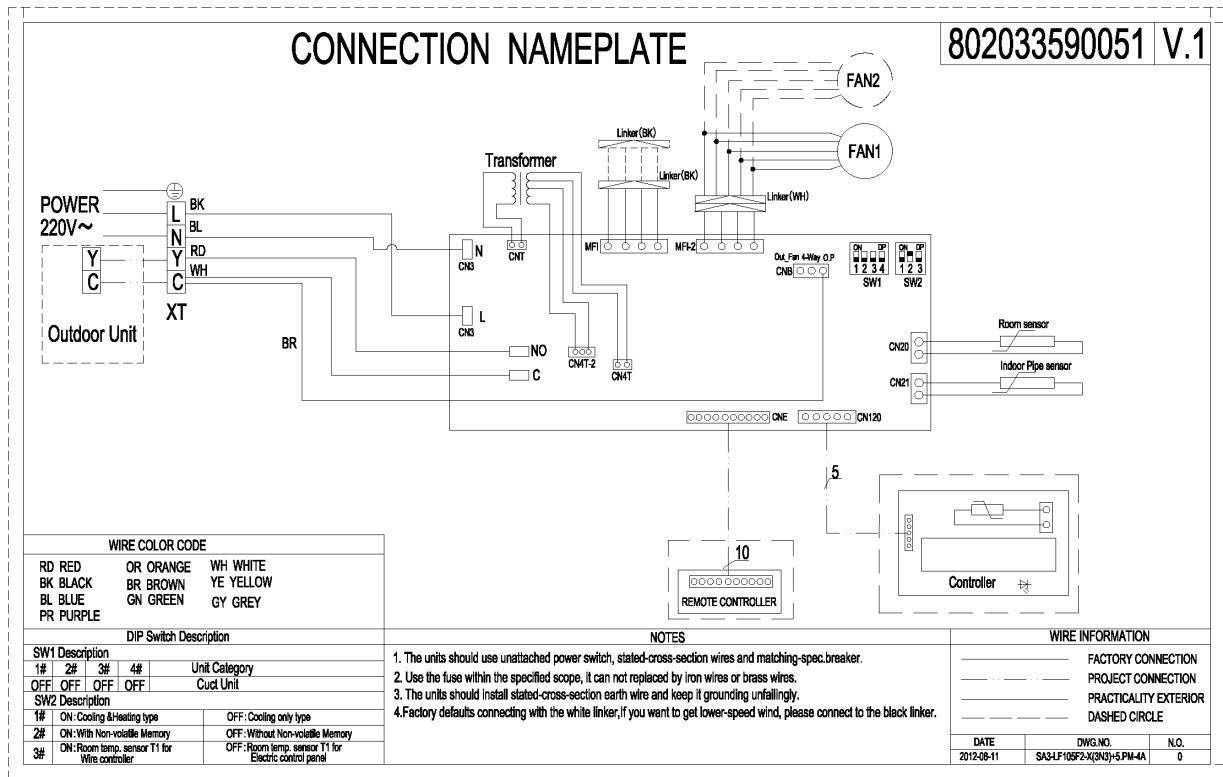 CONNECTION NAMEPLATE
802033590051 V.1
FAN2
FAN1
Linker(BK)
Linker(BK)
Linker(WH)
Transformer
POWER
220V~
L
N
Y
C
XT
BK
BL
RD
WH
BR
Y
C
Outdoor Unit
N
CN3
L
CN3
NO
C
CNT
CN4T-2
CN4T
MFI
MFI-2
Out_Fan 4-Way O.P
CNB
ON DP
1 2 3 4
SW1
ON DP
1 2 3
SW2
CN20
Room sensor
CN21
Indoor Pipe sensor
CNE
CN120
5
10
REMOTE CONTROLLER
Controller
WIRE COLOR CODE
RD RED OR ORANGE WH WHITE
BK BLACK BR BROWN YE YELLOW
BL BLUE GN GREEN GY GREY
PR PURPLE
DIP Switch Description
SW1 Description
1# 2# 3# 4# Unit Category
OFF OFF OFF OFF Cuct Unit
SW2 Description
1# ON:Cooling &Heating type OFF:Cooling only type
2# ON:With Non-volatile Memory OFF:Without Non-volatile Memory
3# ON:Room temp. sensor T1 for Wire controller OFF:Room temp. sensor T1 for Electric control panel
NOTES
1. The units should use unattached power switch, stated-cross-section wires and matching-spec.breaker.
2. Use the fuse within the specified scope, it can not replaced by iron wires or brass wires.
3. The units should install stated-cross-section earth wire and keep it grounding unfailingly.
4.Factory defaults connecting with the white linker,if you want to get lower-speed wind, please connect to the black linker.
WIRE INFORMATION
FACTORY CONNECTION
PROJECT CONNECTION
PRACTICALITY EXTERIOR
DASHED CIRCLE
DATE DWG.NO. N.O.
2012-08-11 SA3-LF105F2-X(3N3)+5.PM-4A 0